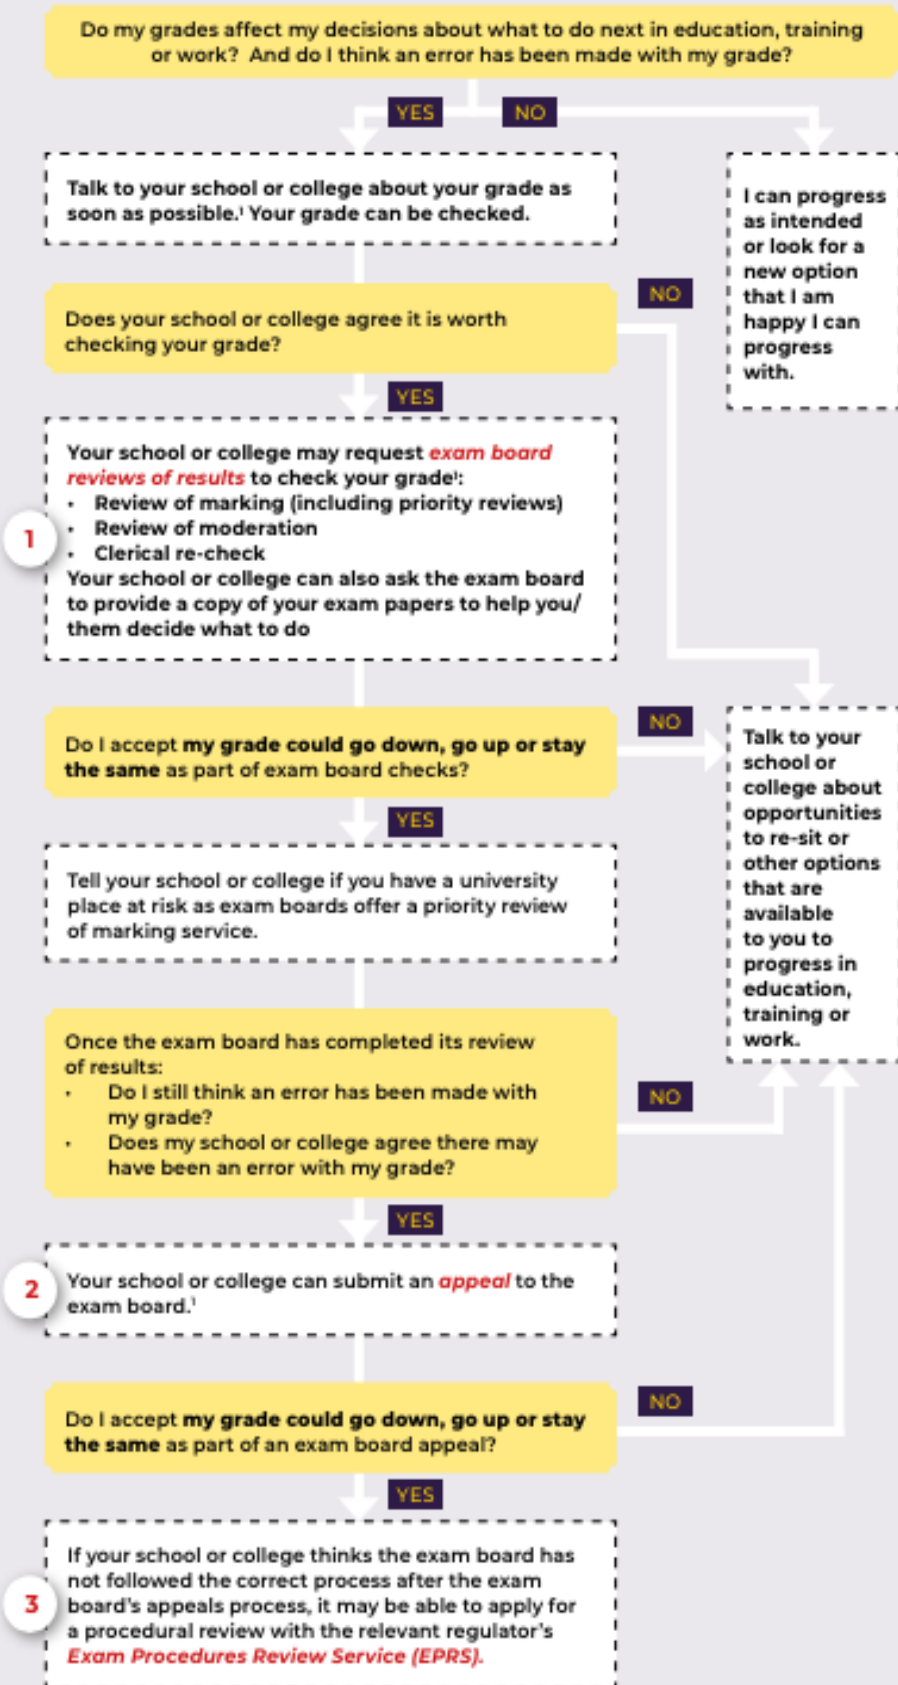 Do my grades affect my decisions about what to do next in education, training
or work? And do I think an error has been made with my grade?
YES
NO
Talk to your school or college about your grade as
soon as possible.¹ Your grade can be checked.
I can progress
as intended
or look for a
new option
that I am
happy I can
progress
with.
Does your school or college agree it is worth
checking your grade?
NO
YES
Your school or college may request exam board
reviews of results to check your grade¹:
• Review of marking (including priority reviews)
• Review of moderation
• Clerical re-check
Your school or college can also ask the exam board
to provide a copy of your exam papers to help you/
them decide what to do
1
Do I accept my grade could go down, go up or stay
the same as part of exam board checks?
NO
YES
Talk to your
school or
college about
opportunities
to re-sit or
other options
that are
available
to you to
progress in
education,
training or
work.
Tell your school or college if you have a university
place at risk as exam boards offer a priority review
of marking service.
Once the exam board has completed its review
of results:
• Do I still think an error has been made with
my grade?
• Does my school or college agree there may
have been an error with my grade?
NO
YES
2
Your school or college can submit an appeal to the
exam board.¹
Do I accept my grade could go down, go up or stay
the same as part of an exam board appeal?
NO
YES
3
If your school or college thinks the exam board has
not followed the correct process after the exam
board's appeals process, it may be able to apply for
a procedural review with the relevant regulator's
Exam Procedures Review Service (EPRS).